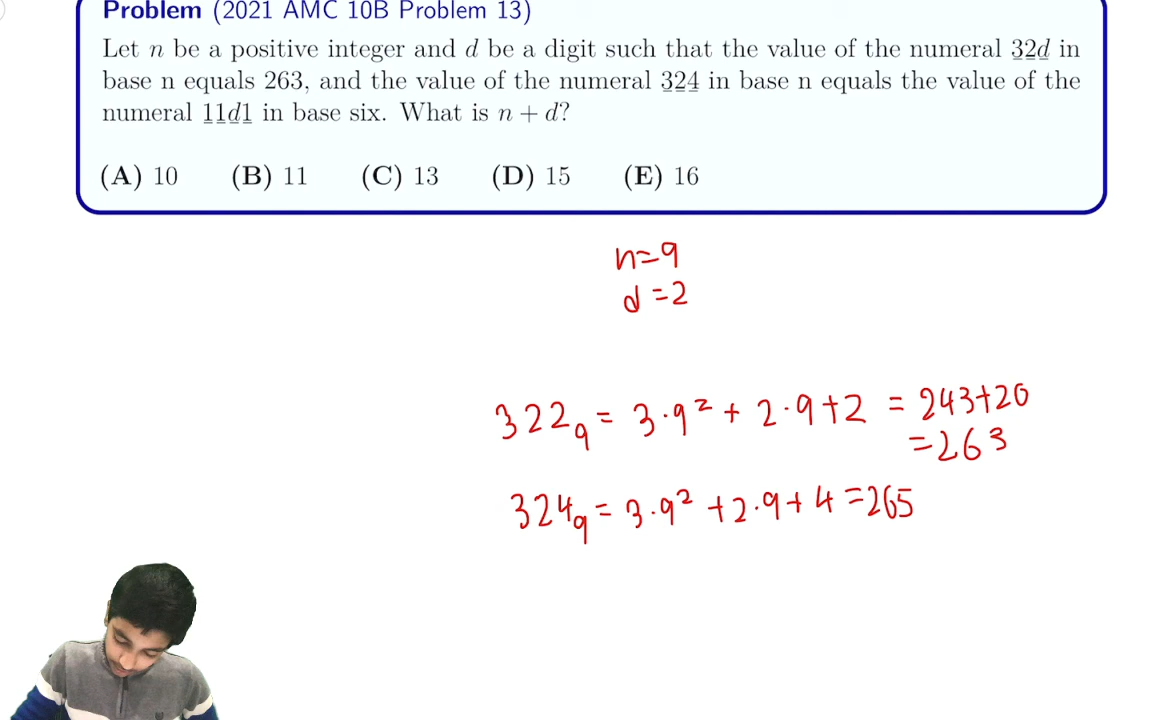 Problem (2021 AMC 10B Problem 13)
Let n be a positive integer and d be a digit such that the value of the numeral 32d in
base n equals 263, and the value of the numeral 324 in base n equals the value of the
numeral 11d1 in base six. What is n + d?
(A) 10 (B) 11 (C) 13 (D) 15 (E) 16
n=9
d=2
322₉ = 3·9² + 2·9+2 = 243+20
=263
324₉ = 3·9² +2·9+4=265